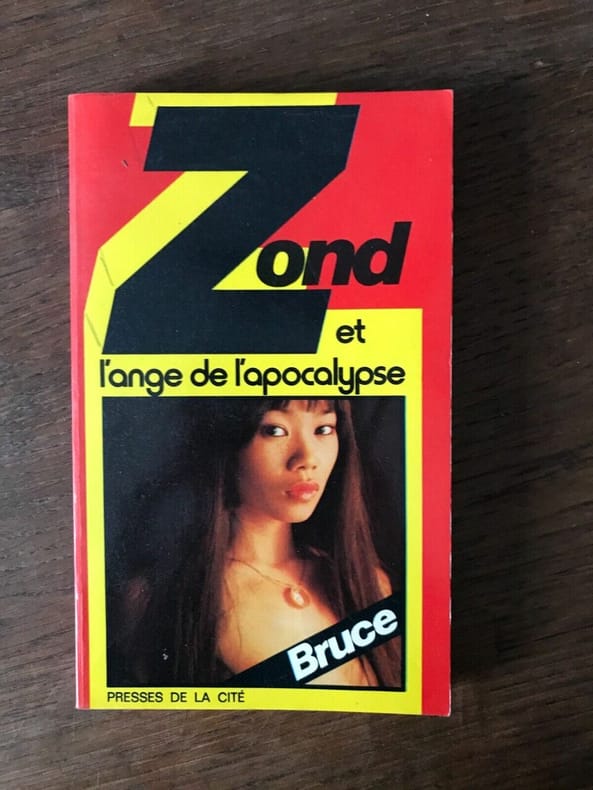 Zond
et
l'ange de l'apocalypse
Bruce
PRESSES DE LA CITÉ